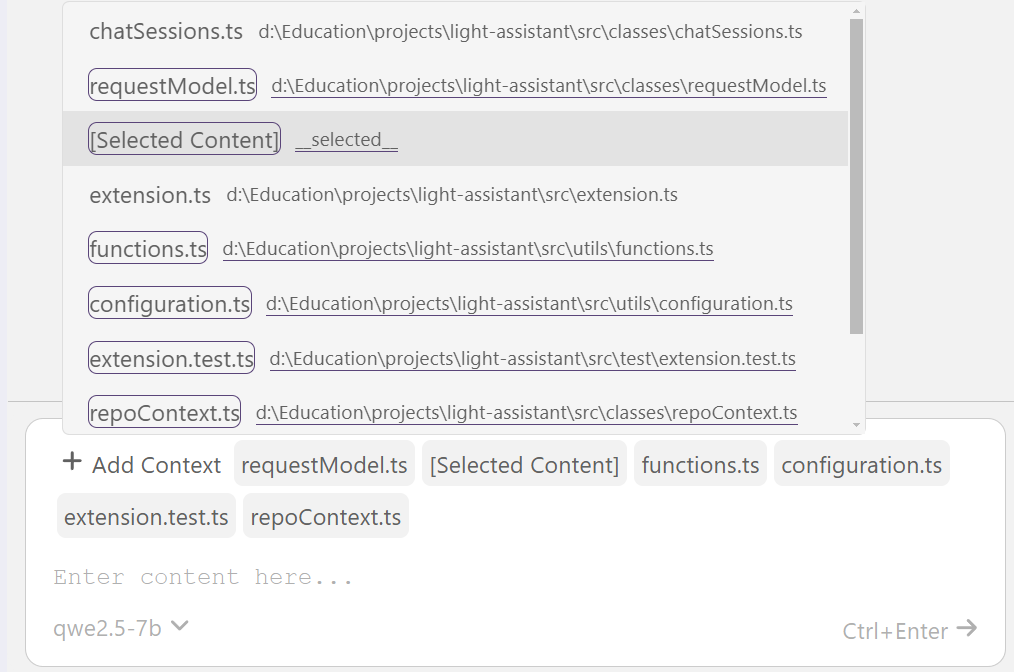 chatSessions.ts d:\Education\projects\light-assistant\src\classes\chatSessions.ts
requestModel.ts d:\Education\projects\light-assistant\src\classes\requestModel.ts
[Selected Content] __selected__
extension.ts d:\Education\projects\light-assistant\src\extension.ts
functions.ts d:\Education\projects\light-assistant\src\utils\functions.ts
configuration.ts d:\Education\projects\light-assistant\src\utils\configuration.ts
extension.test.ts d:\Education\projects\light-assistant\src\test\extension.test.ts
repoContext.ts d:\Education\projects\light-assistant\src\classes\repoContext.ts
+ Add Context requestModel.ts [Selected Content] functions.ts configuration.ts
extension.test.ts repoContext.ts
Enter content here...
qwe2.5-7b Ctrl+Enter →